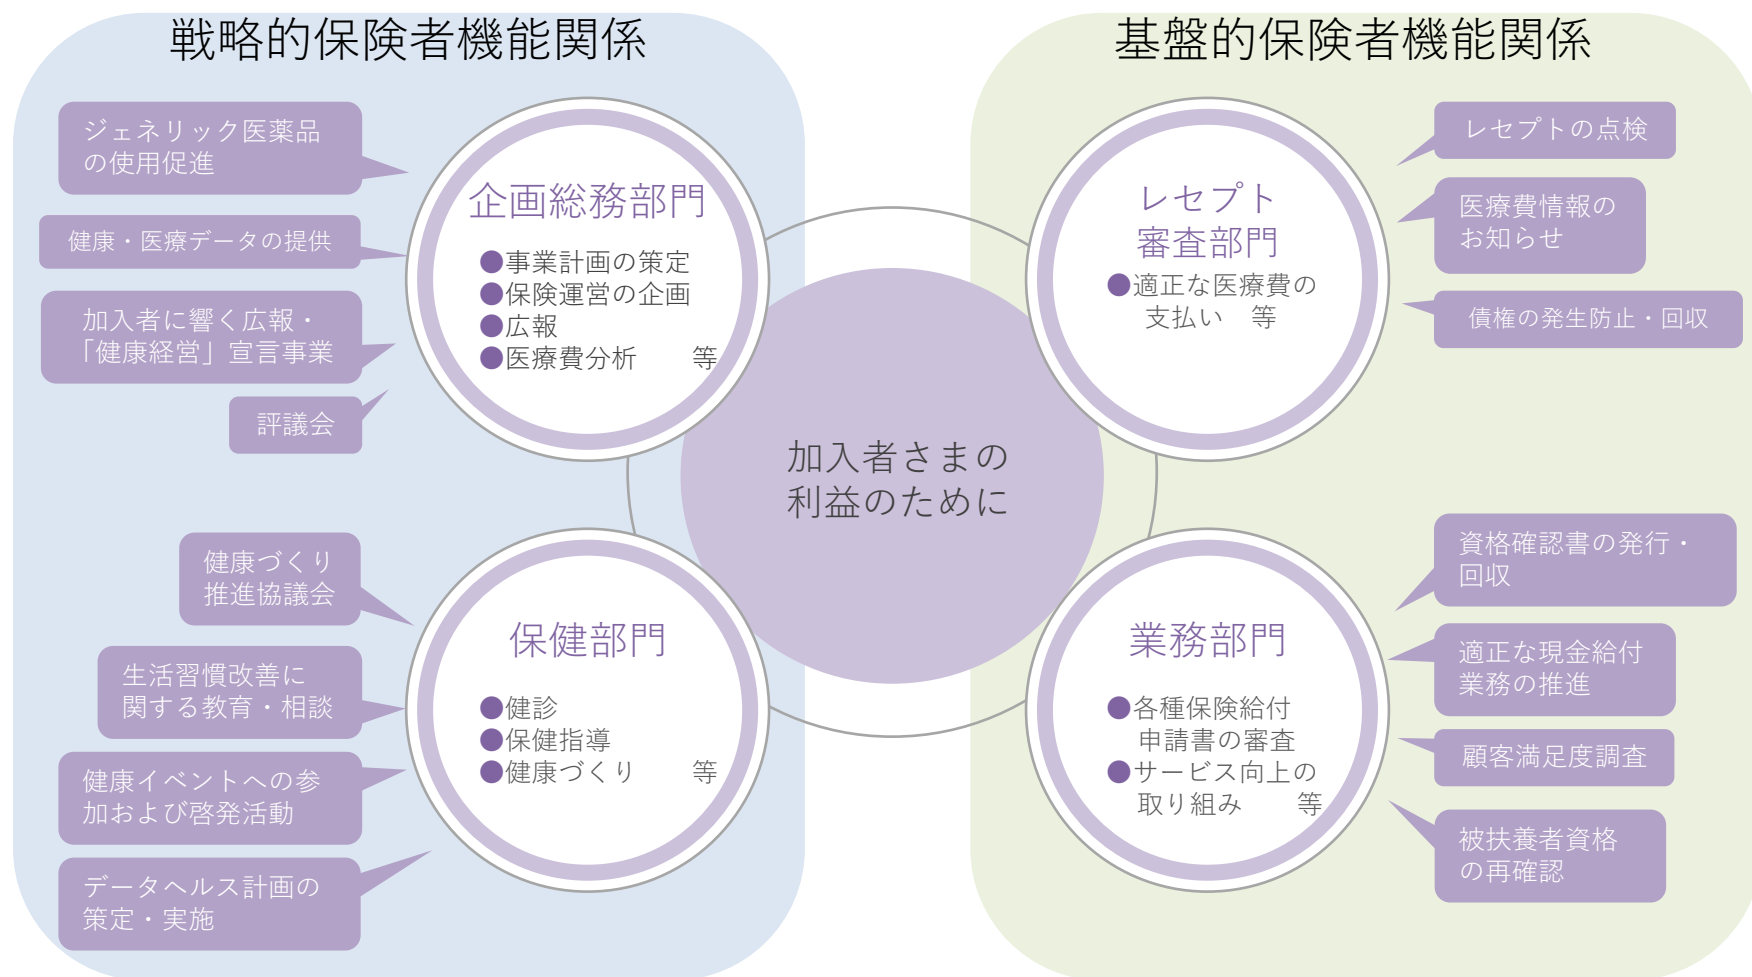 戦略的保険者機能関係
ジェネリック医薬品
の使用促進
健康・医療データの提供
加入者に響く広報・
「健康経営」宣言事業
評議会
企画総務部門
●事業計画の策定
●保険運営の企画
●広報
●医療費分析 等
健康づくり
推進協議会
生活習慣改善に
関する教育・相談
健康イベントへの参
加および啓発活動
データヘルス計画の
策定・実施
保健部門
●健診
●保健指導
●健康づくり 等
加入者さまの
利益のために
基盤的保険者機能関係
レセプト
審査部門
●適正な医療費の
支払い 等
レセプトの点検
医療費情報の
お知らせ
債権の発生防止・回収
業務部門
●各種保険給付
申請書の審査
●サービス向上の
取り組み 等
資格確認書の発行・
回収
適正な現金給付
業務の推進
顧客満足度調査
被扶養者資格
の再確認